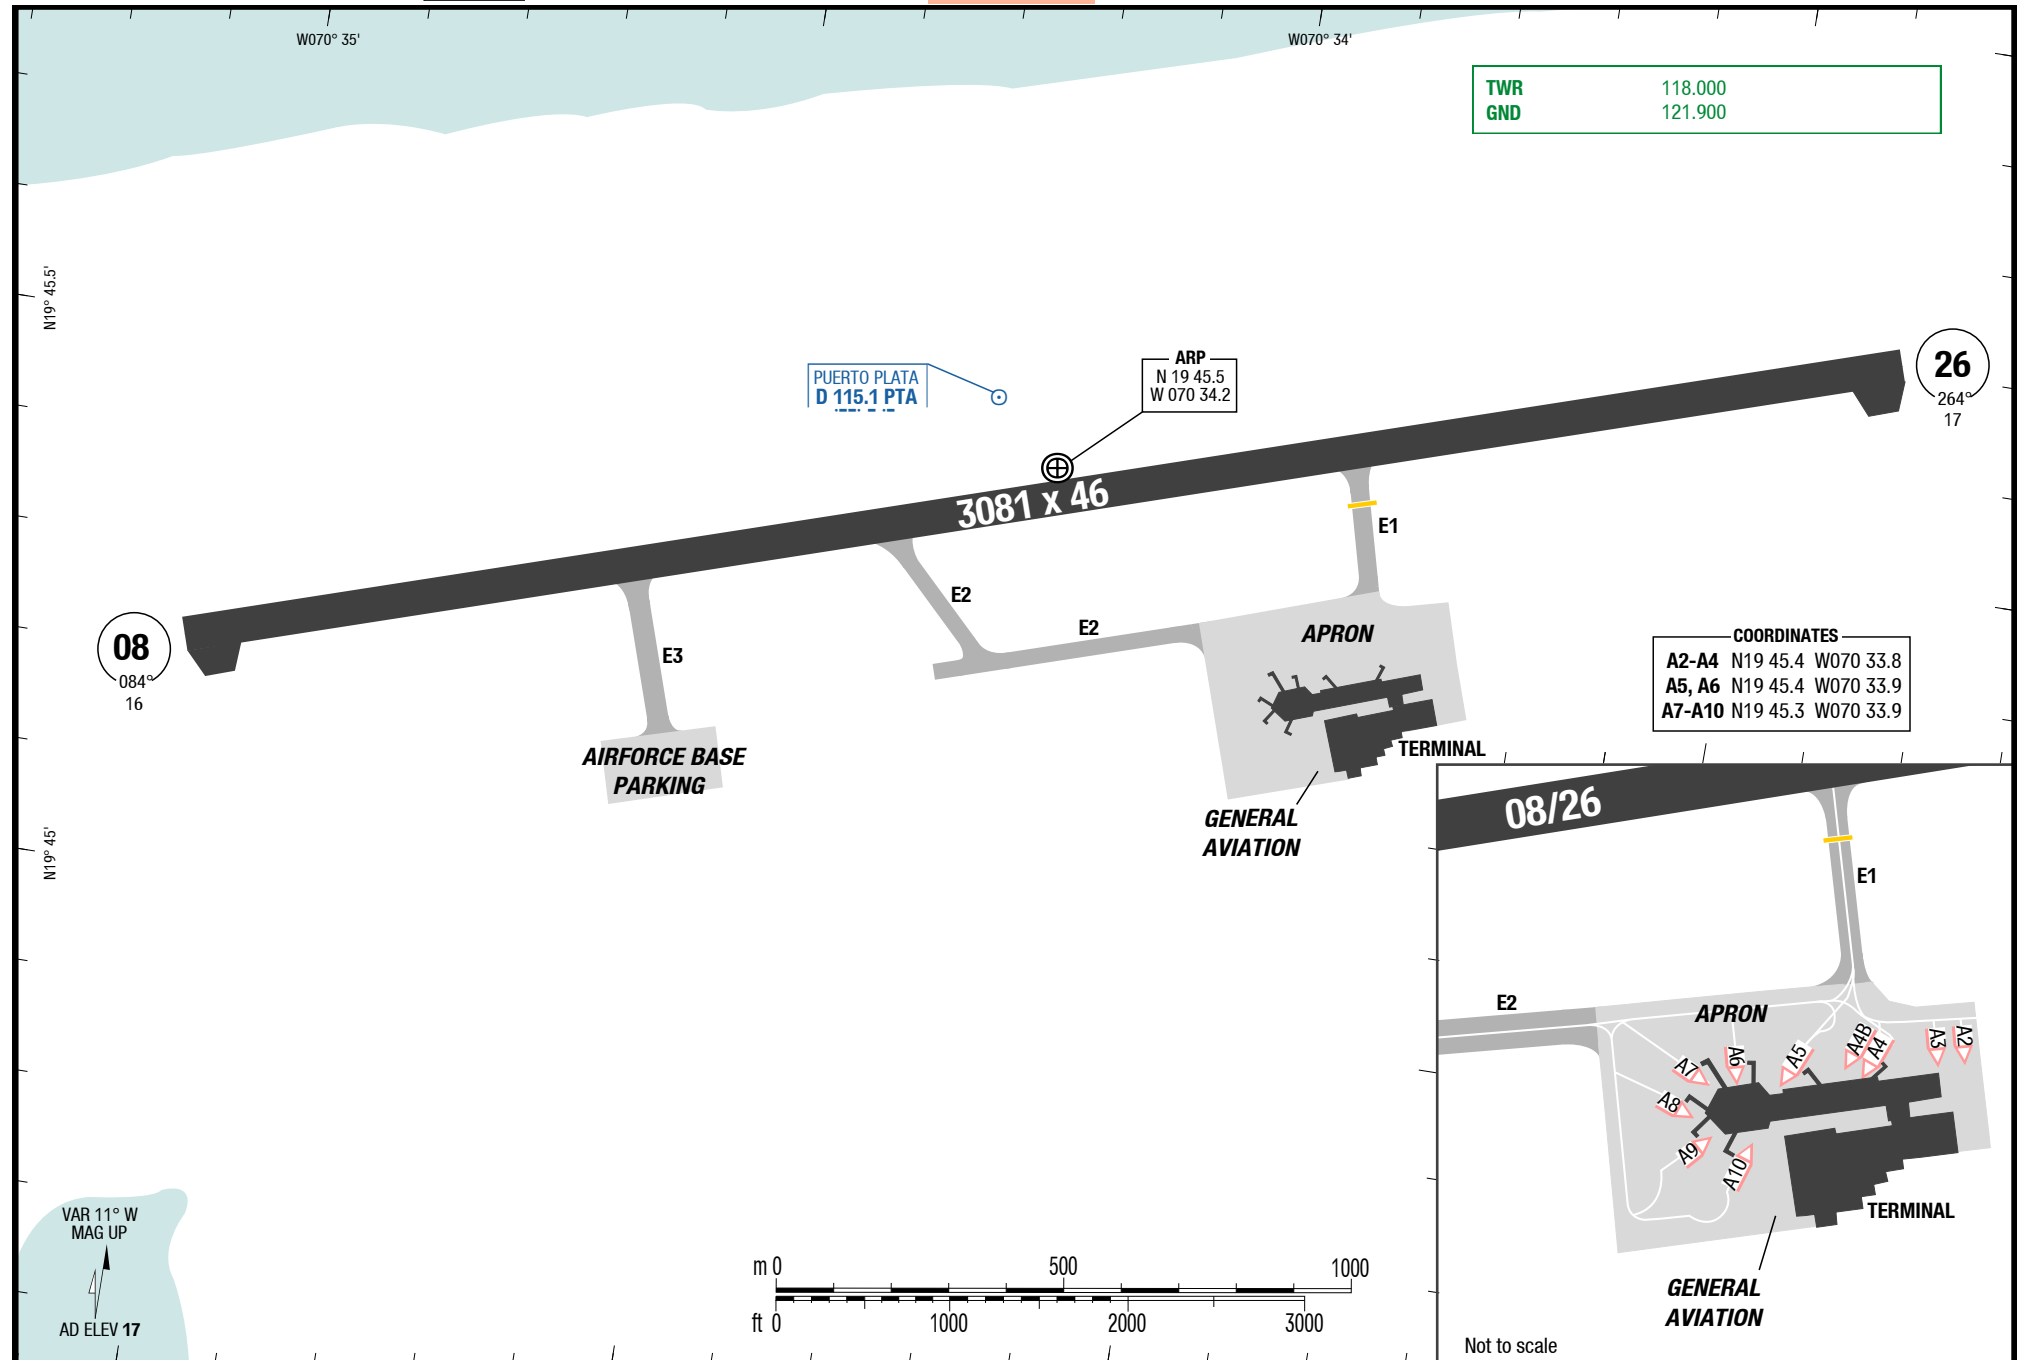 W070° 35'
W070° 34'
TWR 118.000
GND 121.900
N19° 45.5'
PUERTO PLATA
D 115.1 PTA
ARP
N 19 45.5
W 070 34.2
26
264°
17
3081 x 46
E1
E2
E2
08
084°
16
E3
APRON
COORDINATES
A2-A4 N19 45.4 W070 33.8
A5, A6 N19 45.4 W070 33.9
A7-A10 N19 45.3 W070 33.9
AIRFORCE BASE
PARKING
TERMINAL
GENERAL
AVIATION
N19° 45'
08/26
E1
E2
APRON
A7
A6
A5
A4B
A4
A3
A2
A8
A9
A10
TERMINAL
GENERAL
AVIATION
Not to scale
VAR 11° W
MAG UP
AD ELEV 17
m 0 500 1000
ft 0 1000 2000 3000